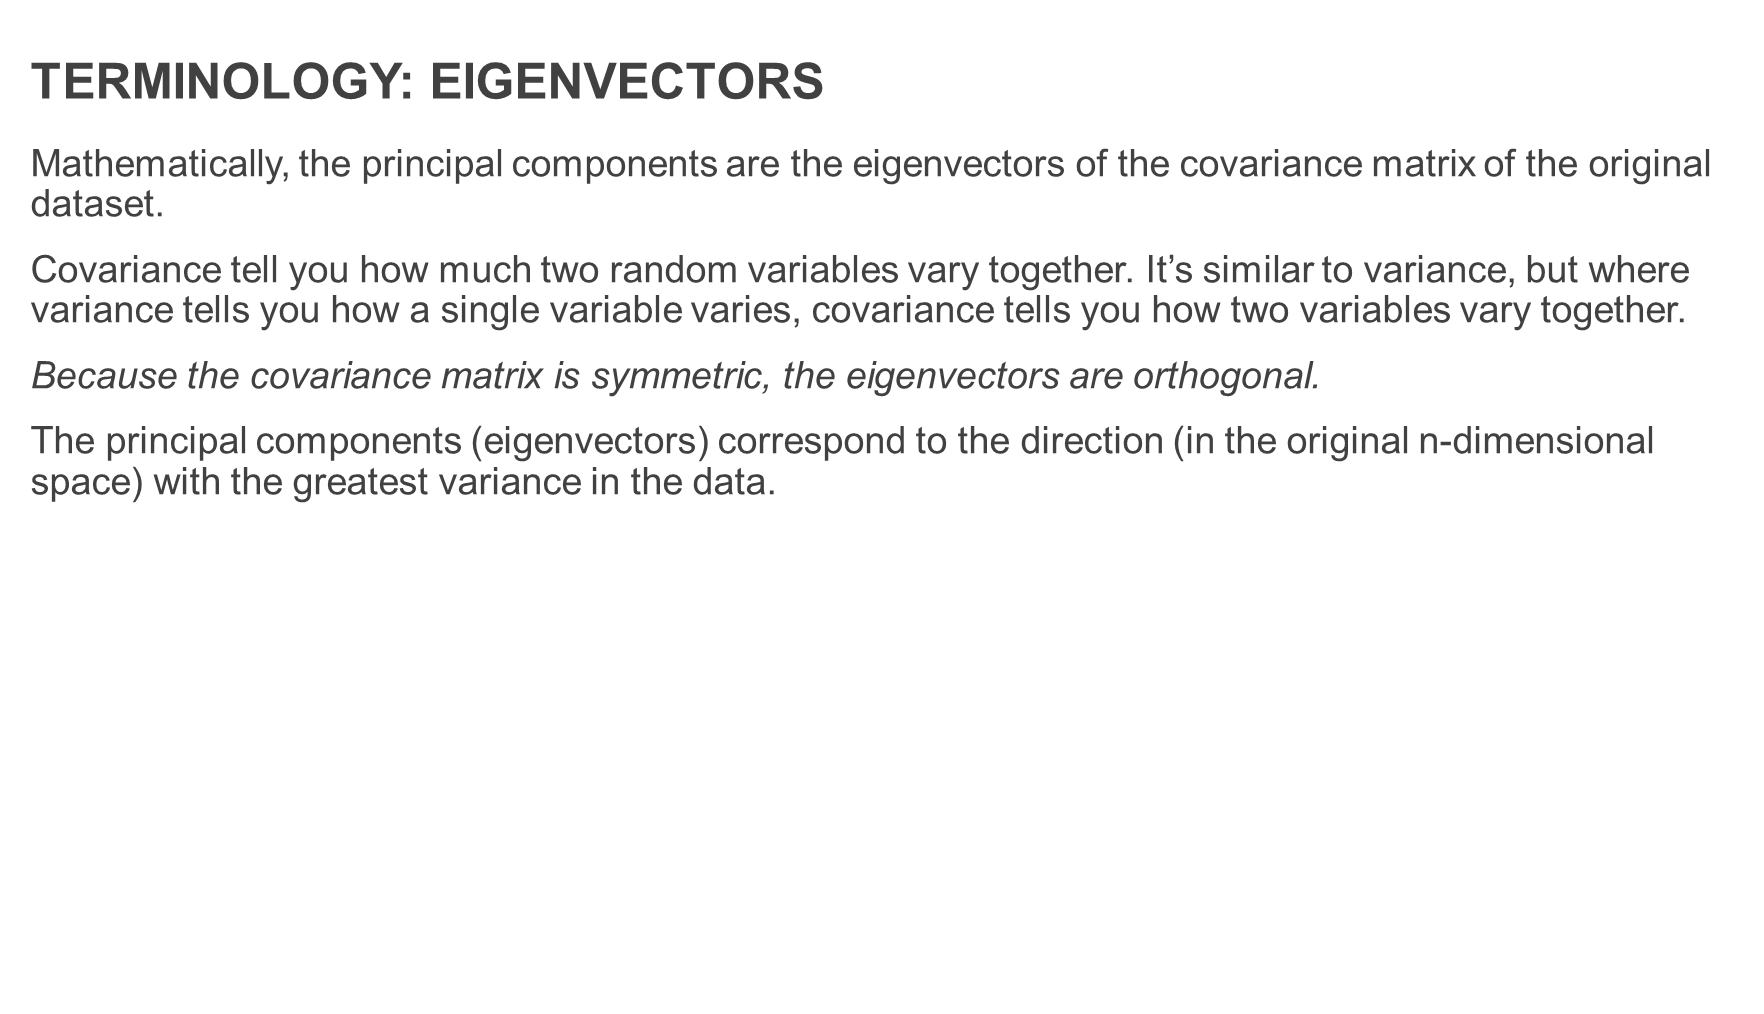 TERMINOLOGY: EIGENVECTORS
Mathematically, the principal components are the eigenvectors of the covariance matrix of the original
dataset.
Covariance tell you how much two random variables vary together. It’s similar to variance, but where
variance tells you how a single variable varies, covariance tells you how two variables vary together.
Because the covariance matrix is symmetric, the eigenvectors are orthogonal.
The principal components (eigenvectors) correspond to the direction (in the original n-dimensional
space) with the greatest variance in the data.